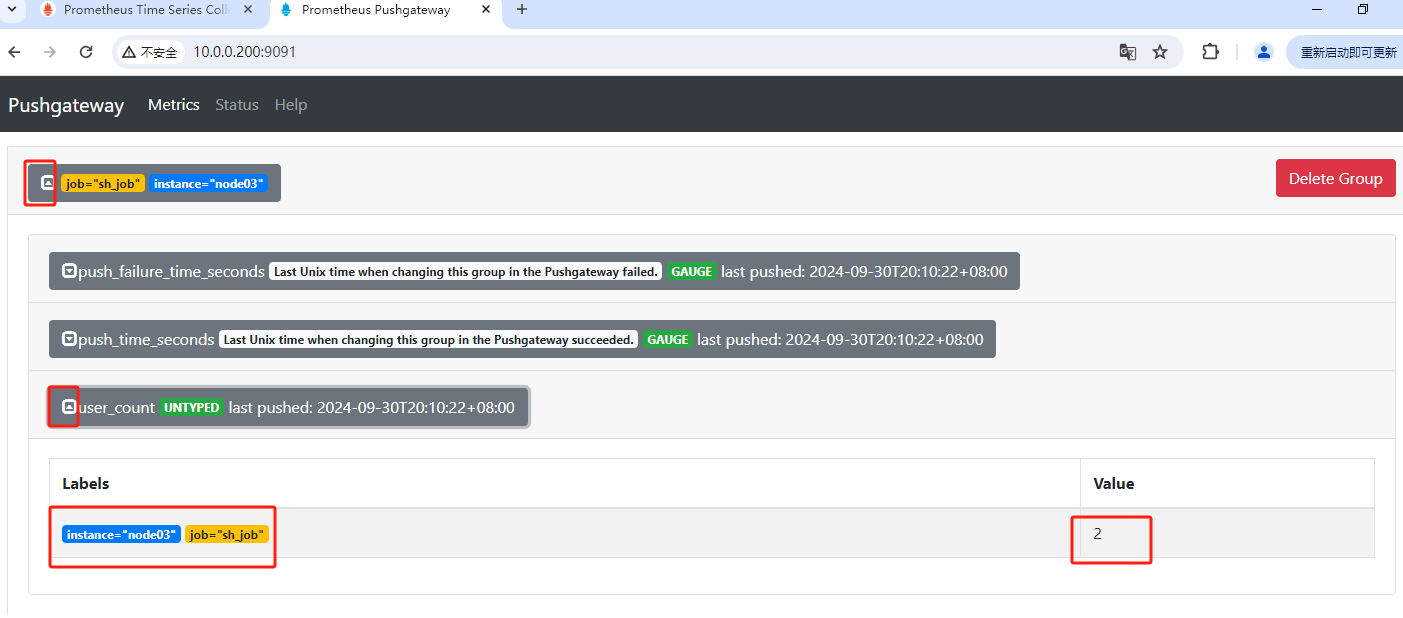 Prometheus Time Series Colle
Prometheus Pushgateway
不安全 10.0.0.200:9091 重新启动即可更新
Pushgateway Metrics Status Help
job="sh_job" instance="node03" Delete Group
push_failure_time_seconds Last Unix time when changing this group in the Pushgateway failed. GAUGE last pushed: 2024-09-30T20:10:22+08:00
push_time_seconds Last Unix time when changing this group in the Pushgateway succeeded. GAUGE last pushed: 2024-09-30T20:10:22+08:00
user_count UNTYPED last pushed: 2024-09-30T20:10:22+08:00
Labels Value
instance="node03" job="sh_job" 2